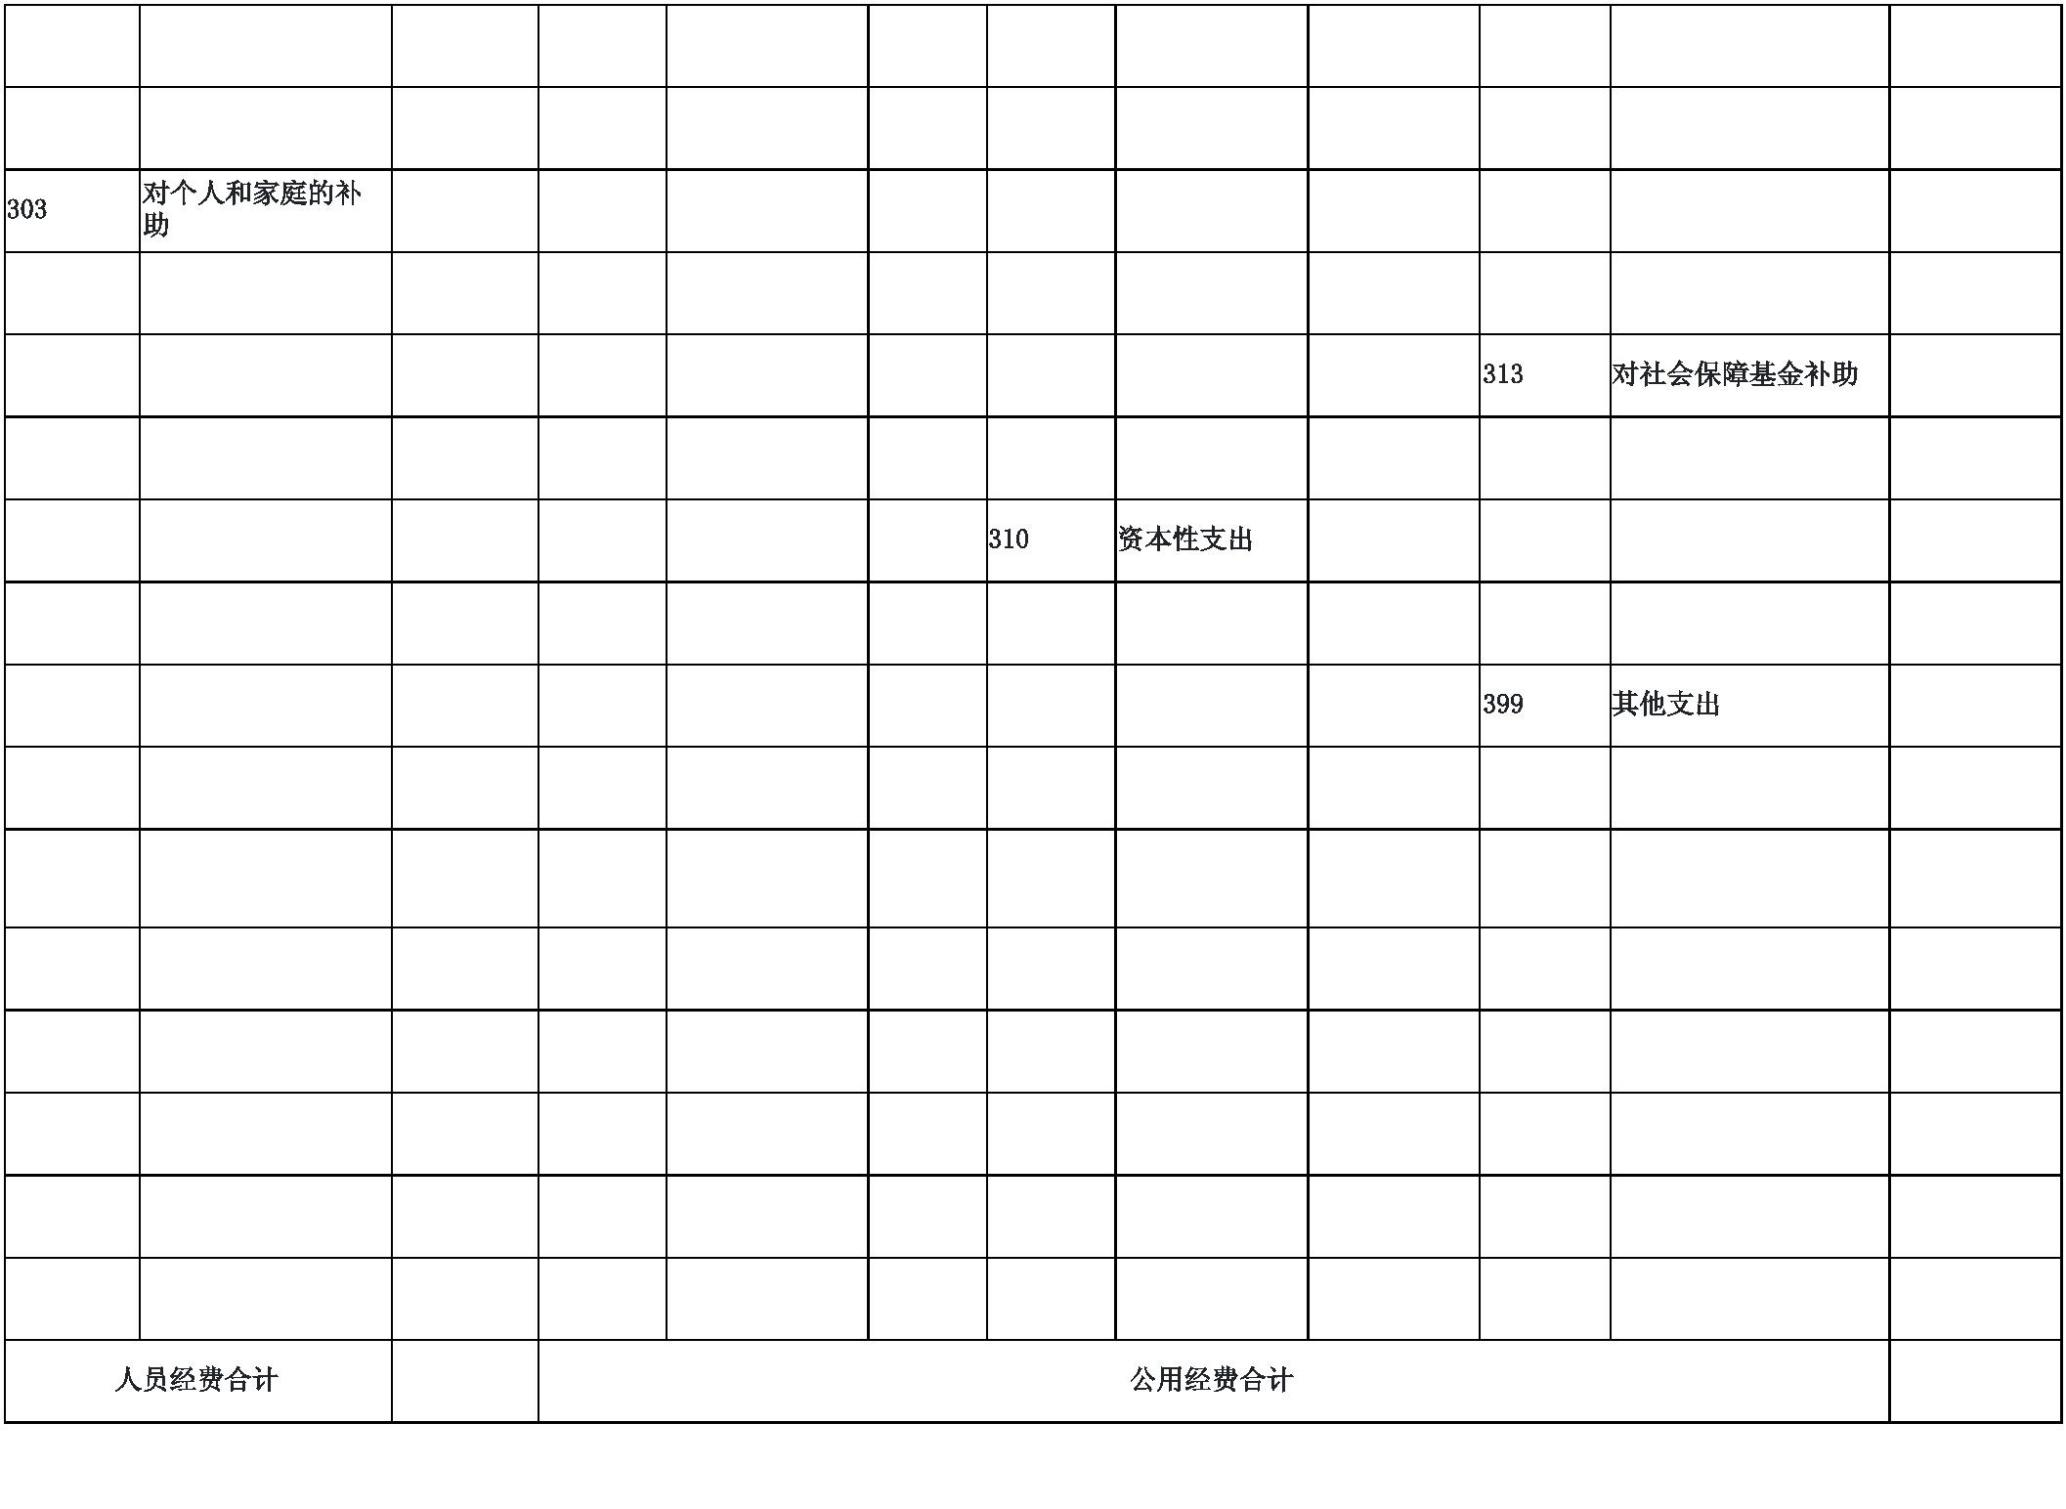 303
对个人和家庭的补
助
313 对社会保障基金补助
310 资本性支出
399 其他支出
人员经费合计 公用经费合计